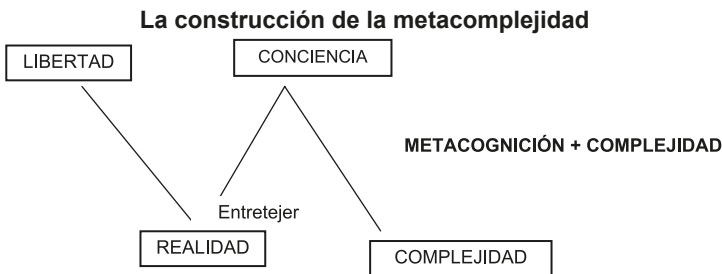 La construcción de la metacomplejidad
LIBERTAD
CONCIENCIA
METACOGNICIÓN + COMPLEJIDAD
Entretejer
REALIDAD
COMPLEJIDAD